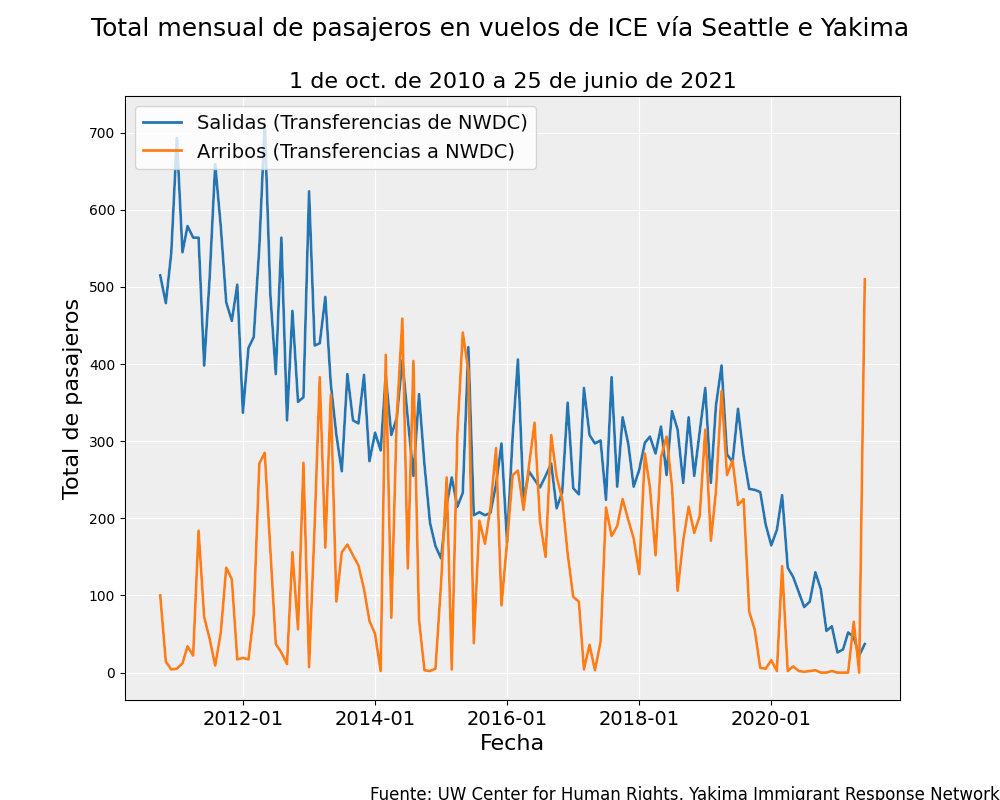 Total mensual de pasajeros en vuelos de ICE vía Seattle e Yakima
1 de oct. de 2010 a 25 de junio de 2021
Salidas (Transferencias de NWDC)
Arribos (Transferencias a NWDC)
700
600
500
400
300
200
100
0
Total de pasajeros
2012-01 2014-01 2016-01 2018-01 2020-01
Fecha
Fuente: UW Center for Human Rights, Yakima Immigrant Response Network